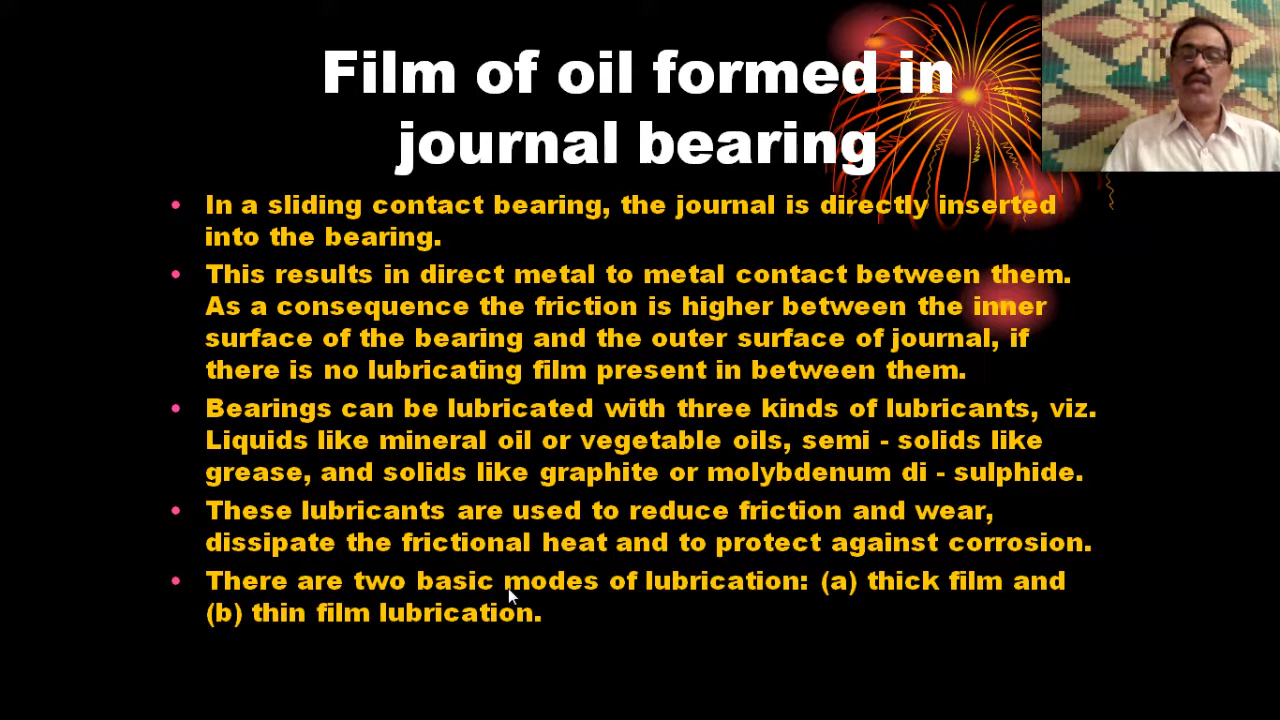 Film of oil formed in
journal bearing
• In a sliding contact bearing, the journal is directly inserted
into the bearing.
• This results in direct metal to metal contact between them.
As a consequence the friction is higher between the inner
surface of the bearing and the outer surface of journal, if
there is no lubricating film present in between them.
• Bearings can be lubricated with three kinds of lubricants, viz.
Liquids like mineral oil or vegetable oils, semi - solids like
grease, and solids like graphite or molybdenum di - sulphide.
• These lubricants are used to reduce friction and wear,
dissipate the frictional heat and to protect against corrosion.
• There are two basic modes of lubrication: (a) thick film and
(b) thin film lubrication.